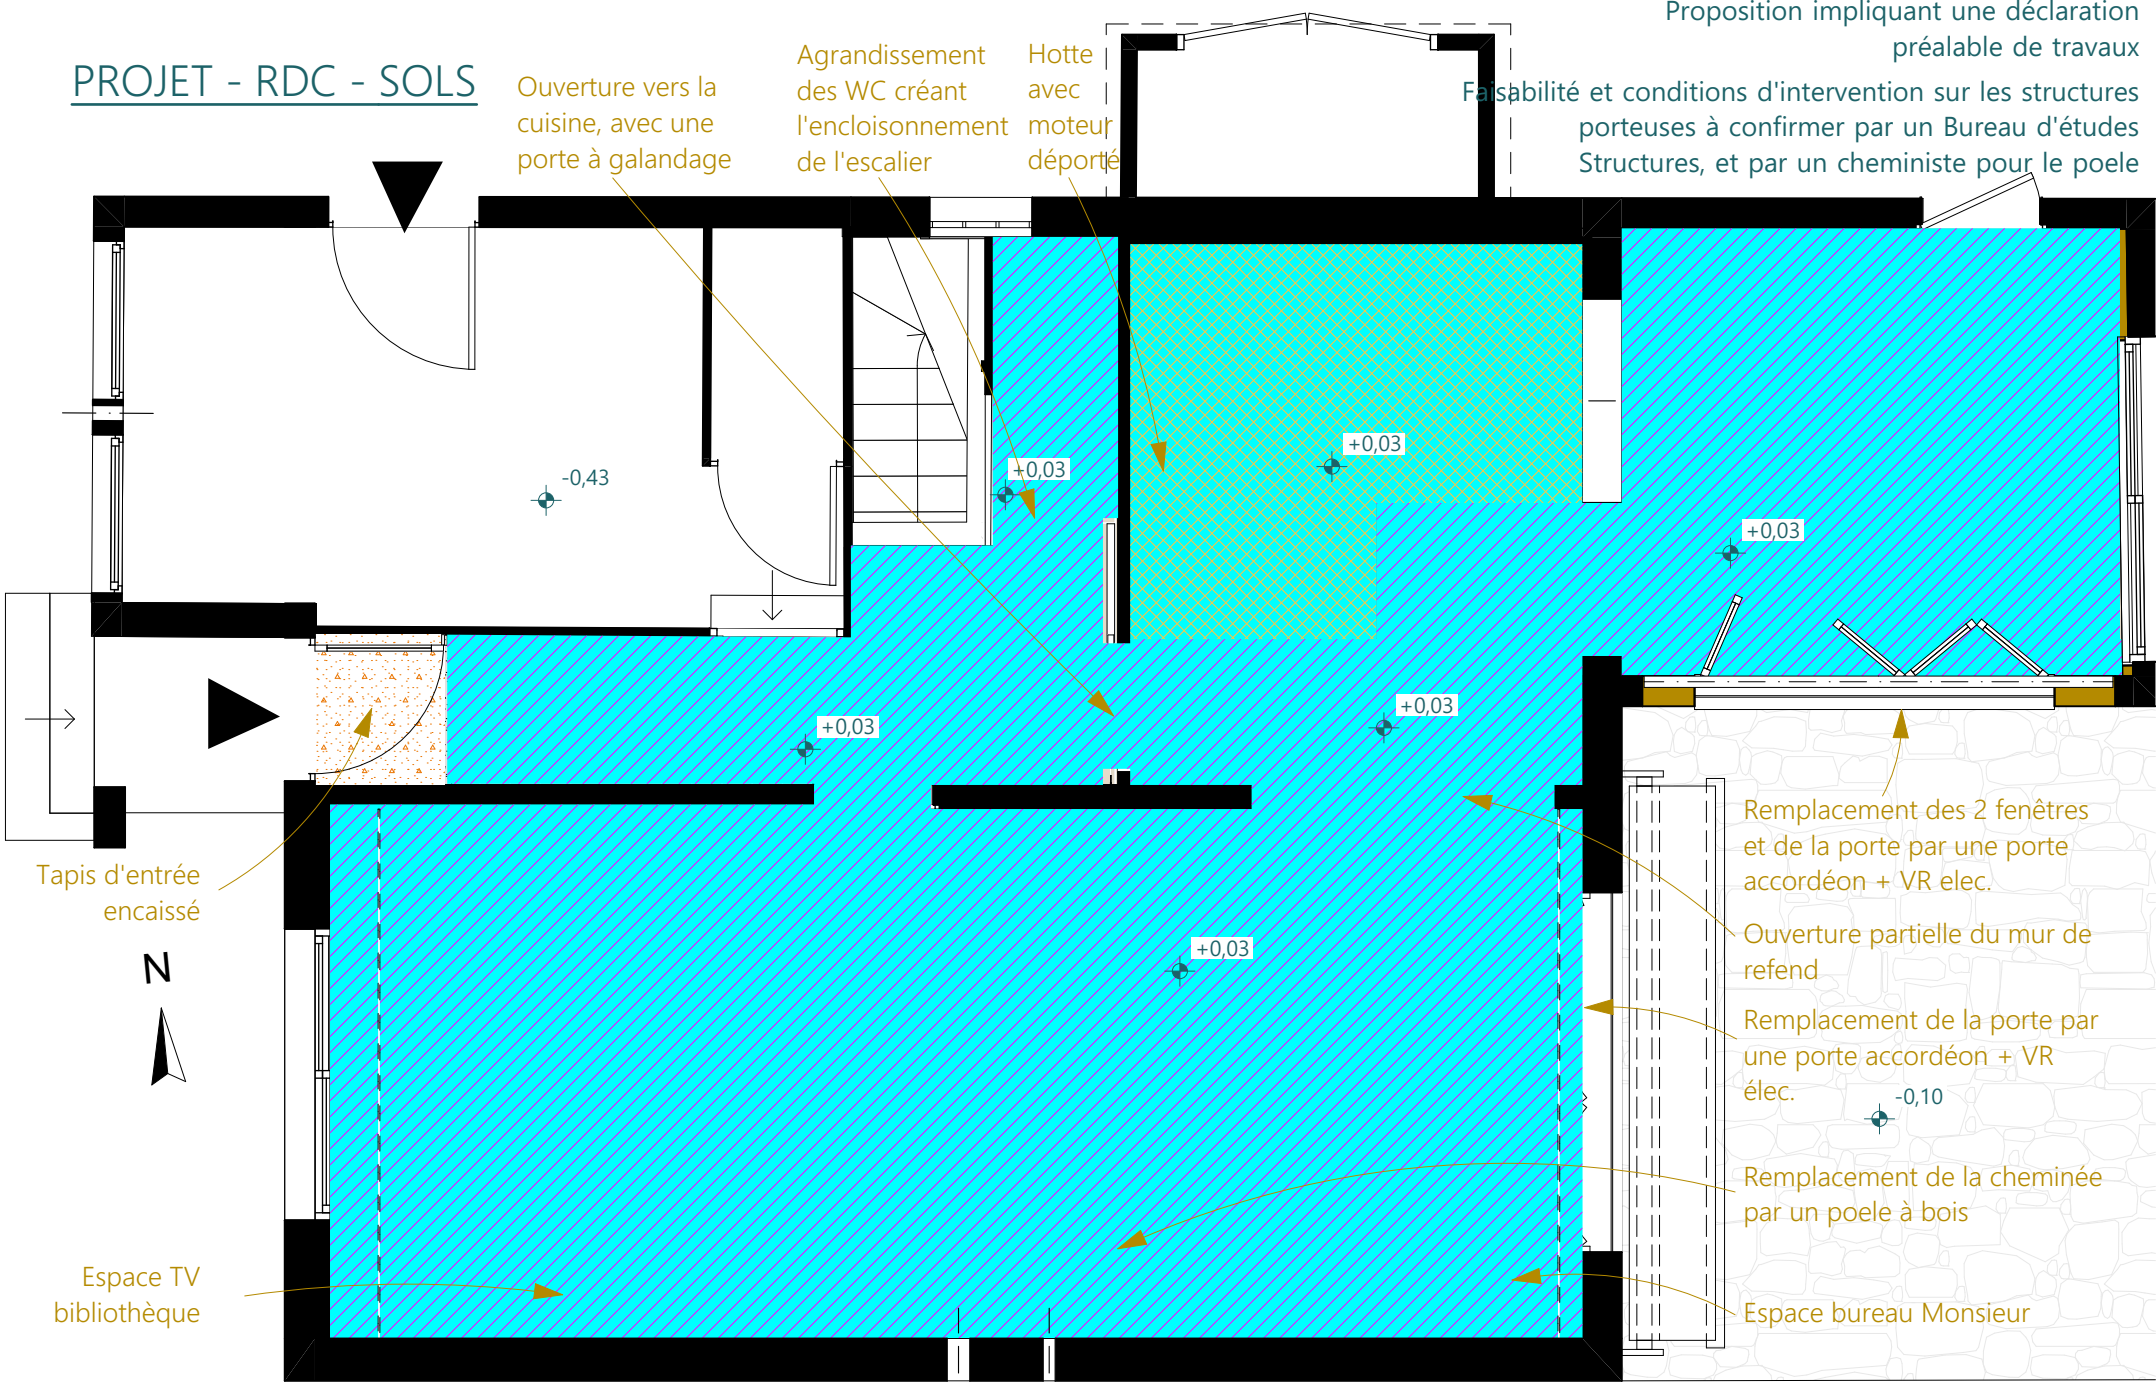 PROJET - RDC - SOLS
Ouverture vers la
cuisine, avec une
porte à galandage
Agrandissement
des WC créant
l'encloisonnement
de l'escalier
Hotte
avec
moteur
déporté
Proposition impliquant une déclaration
préalable de travaux
Faisabilité et conditions d'intervention sur les structures
porteuses à confirmer par un Bureau d'études
Structures, et par un cheministe pour le poele
-0,43
+0,03
+0,03
+0,03
+0,03
+0,03
+0,03
Tapis d'entrée
encaissé
N
Espace TV
bibliothèque
Remplacement des 2 fenêtres
et de la porte par une porte
accordéon + VR elec.
Ouverture partielle du mur de
refend
Remplacement de la porte par
une porte accordéon + VR
élec.
-0,10
Remplacement de la cheminée
par un poele à bois
Espace bureau Monsieur